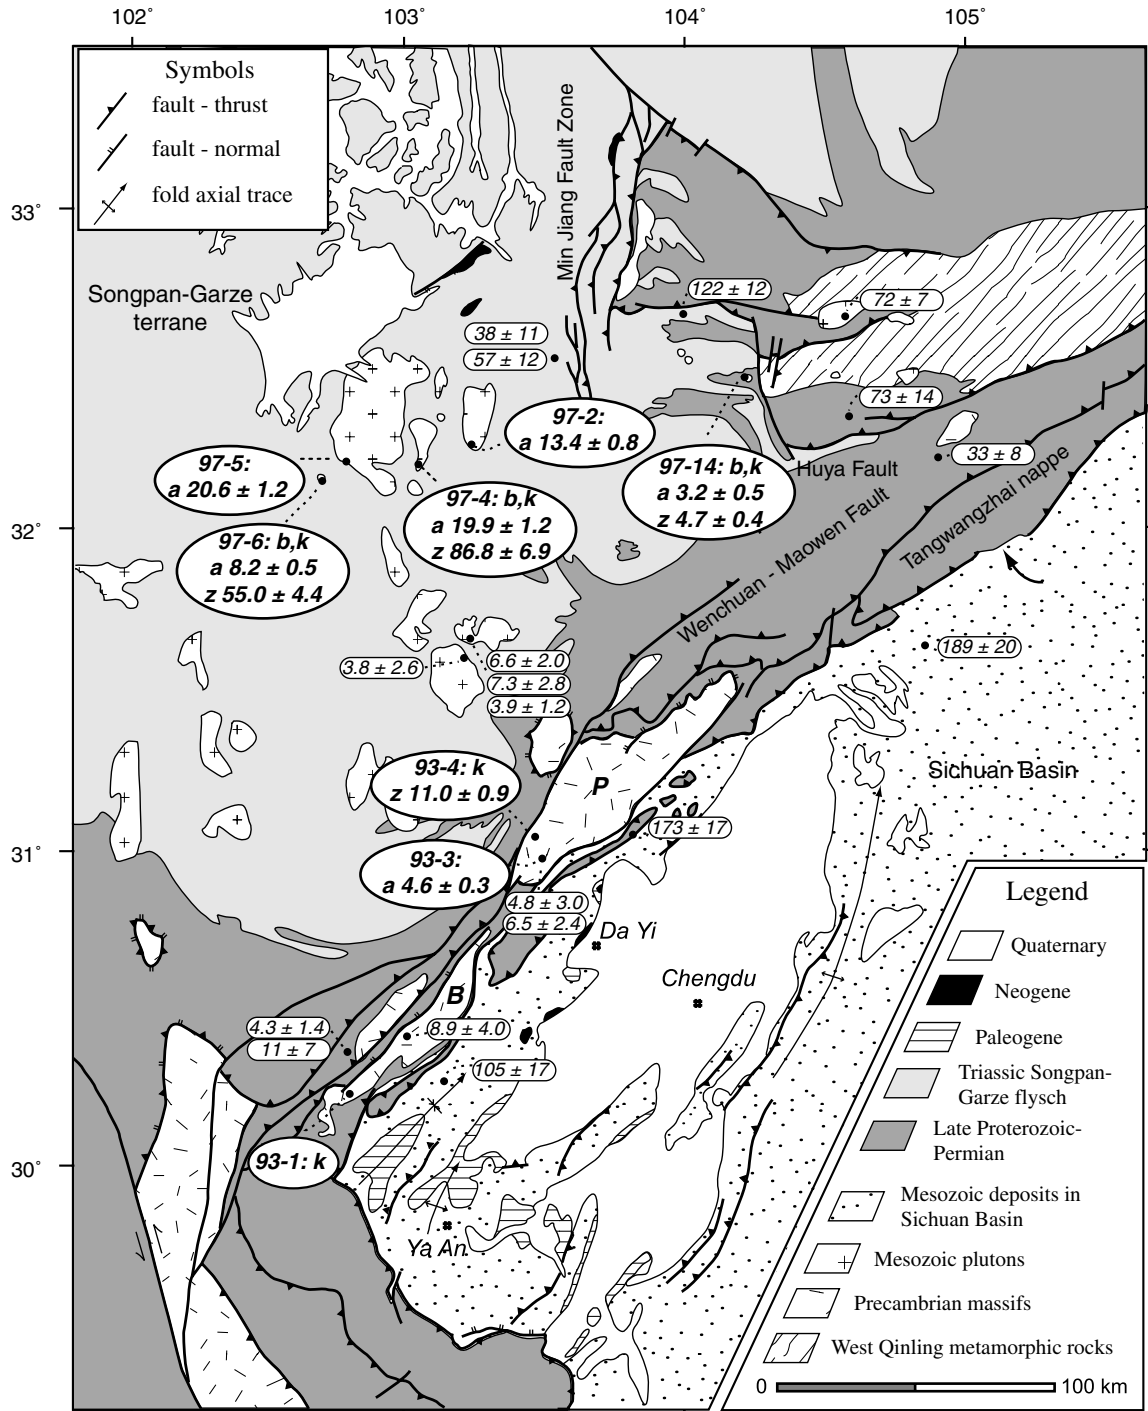 102°
103°
104°
105°
33°
32°
31°
30°
Symbols
fault - thrust
fault - normal
fold axial trace
Songpan-Garze
terrane
Min Jiang Fault Zone
122 ± 12
72 ± 7
38 ± 11
57 ± 12
73 ± 14
33 ± 8
97-2:
a 13.4 ± 0.8
97-5:
a 20.6 ± 1.2
97-4: b,k
a 19.9 ± 1.2
z 86.8 ± 6.9
97-14: b,k
a 3.2 ± 0.5
z 4.7 ± 0.4
Huya Fault
97-6: b,k
a 8.2 ± 0.5
z 55.0 ± 4.4
Wenchuan - Maowen Fault
Tangwangzhai nappe
189 ± 20
3.8 ± 2.6
6.6 ± 2.0
7.3 ± 2.8
3.9 ± 1.2
Sichuan Basin
93-4: k
z 11.0 ± 0.9
P
173 ± 17
93-3:
a 4.6 ± 0.3
4.8 ± 3.0
6.5 ± 2.4
Da Yi
Chengdu
B
4.3 ± 1.4
11 ± 7
8.9 ± 4.0
105 ± 17
93-1: k
Ya An
Legend
Quaternary
Neogene
Paleogene
Triassic Songpan-
Garze flysch
Late Proterozoic-
Permian
Mesozoic deposits in
Sichuan Basin
Mesozoic plutons
Precambrian massifs
West Qinling metamorphic rocks
0 100 km